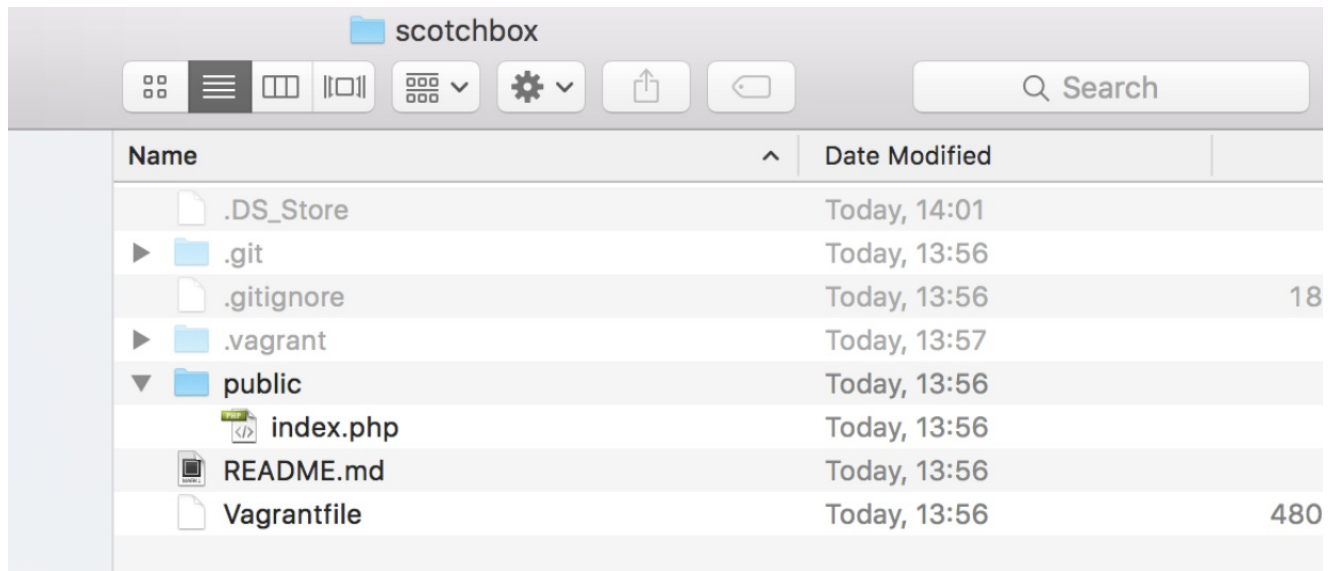 scotchbox
Search
Name Date Modified
.DS_Store Today, 14:01
.git Today, 13:56
.gitignore Today, 13:56 18
.vagrant Today, 13:57
public Today, 13:56
PHP
index.php Today, 13:56
README.md Today, 13:56
Vagrantfile Today, 13:56 480